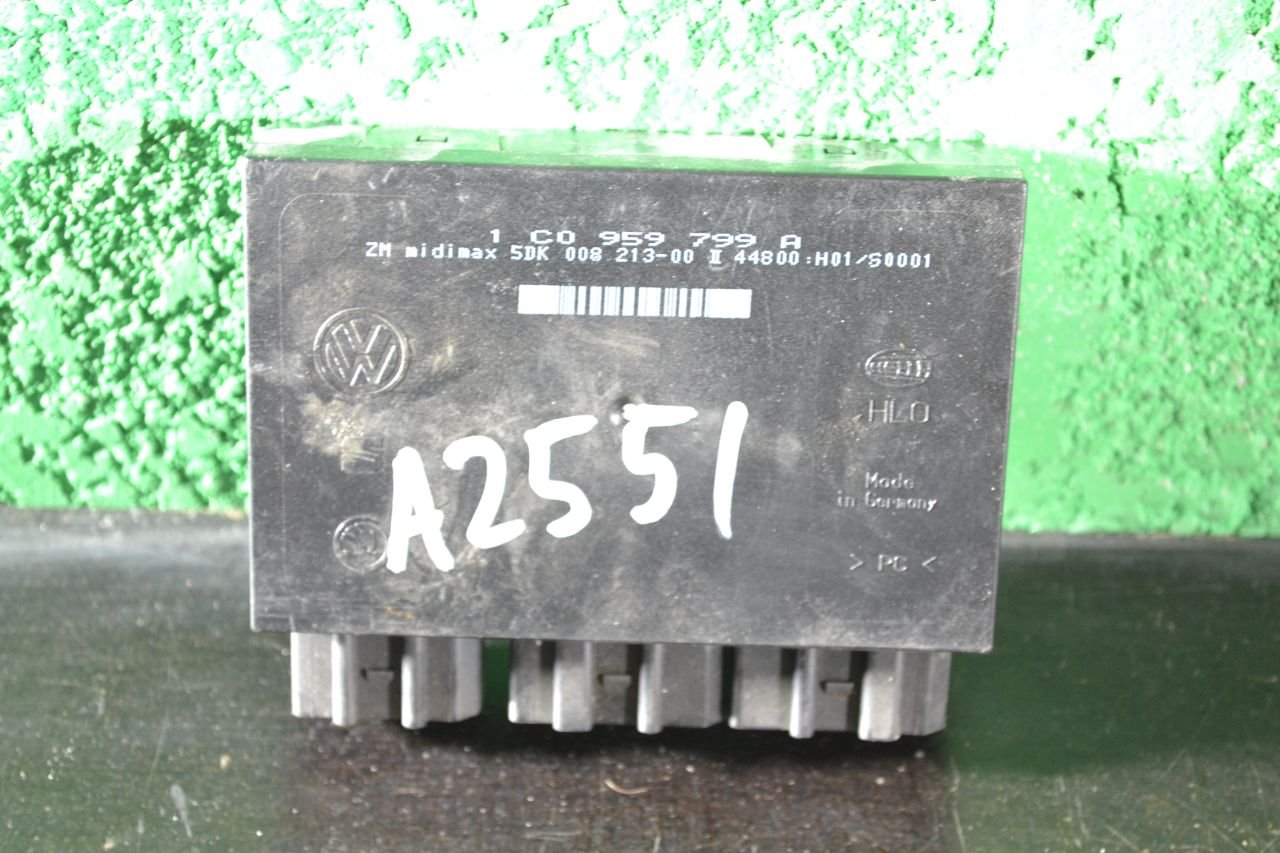 1 C0 959 799 A
ZM midimax 5DK 008 213-00 II 44800:H01/S0001
HELLA
HLO
A2551
Made
in Germany
> PC <